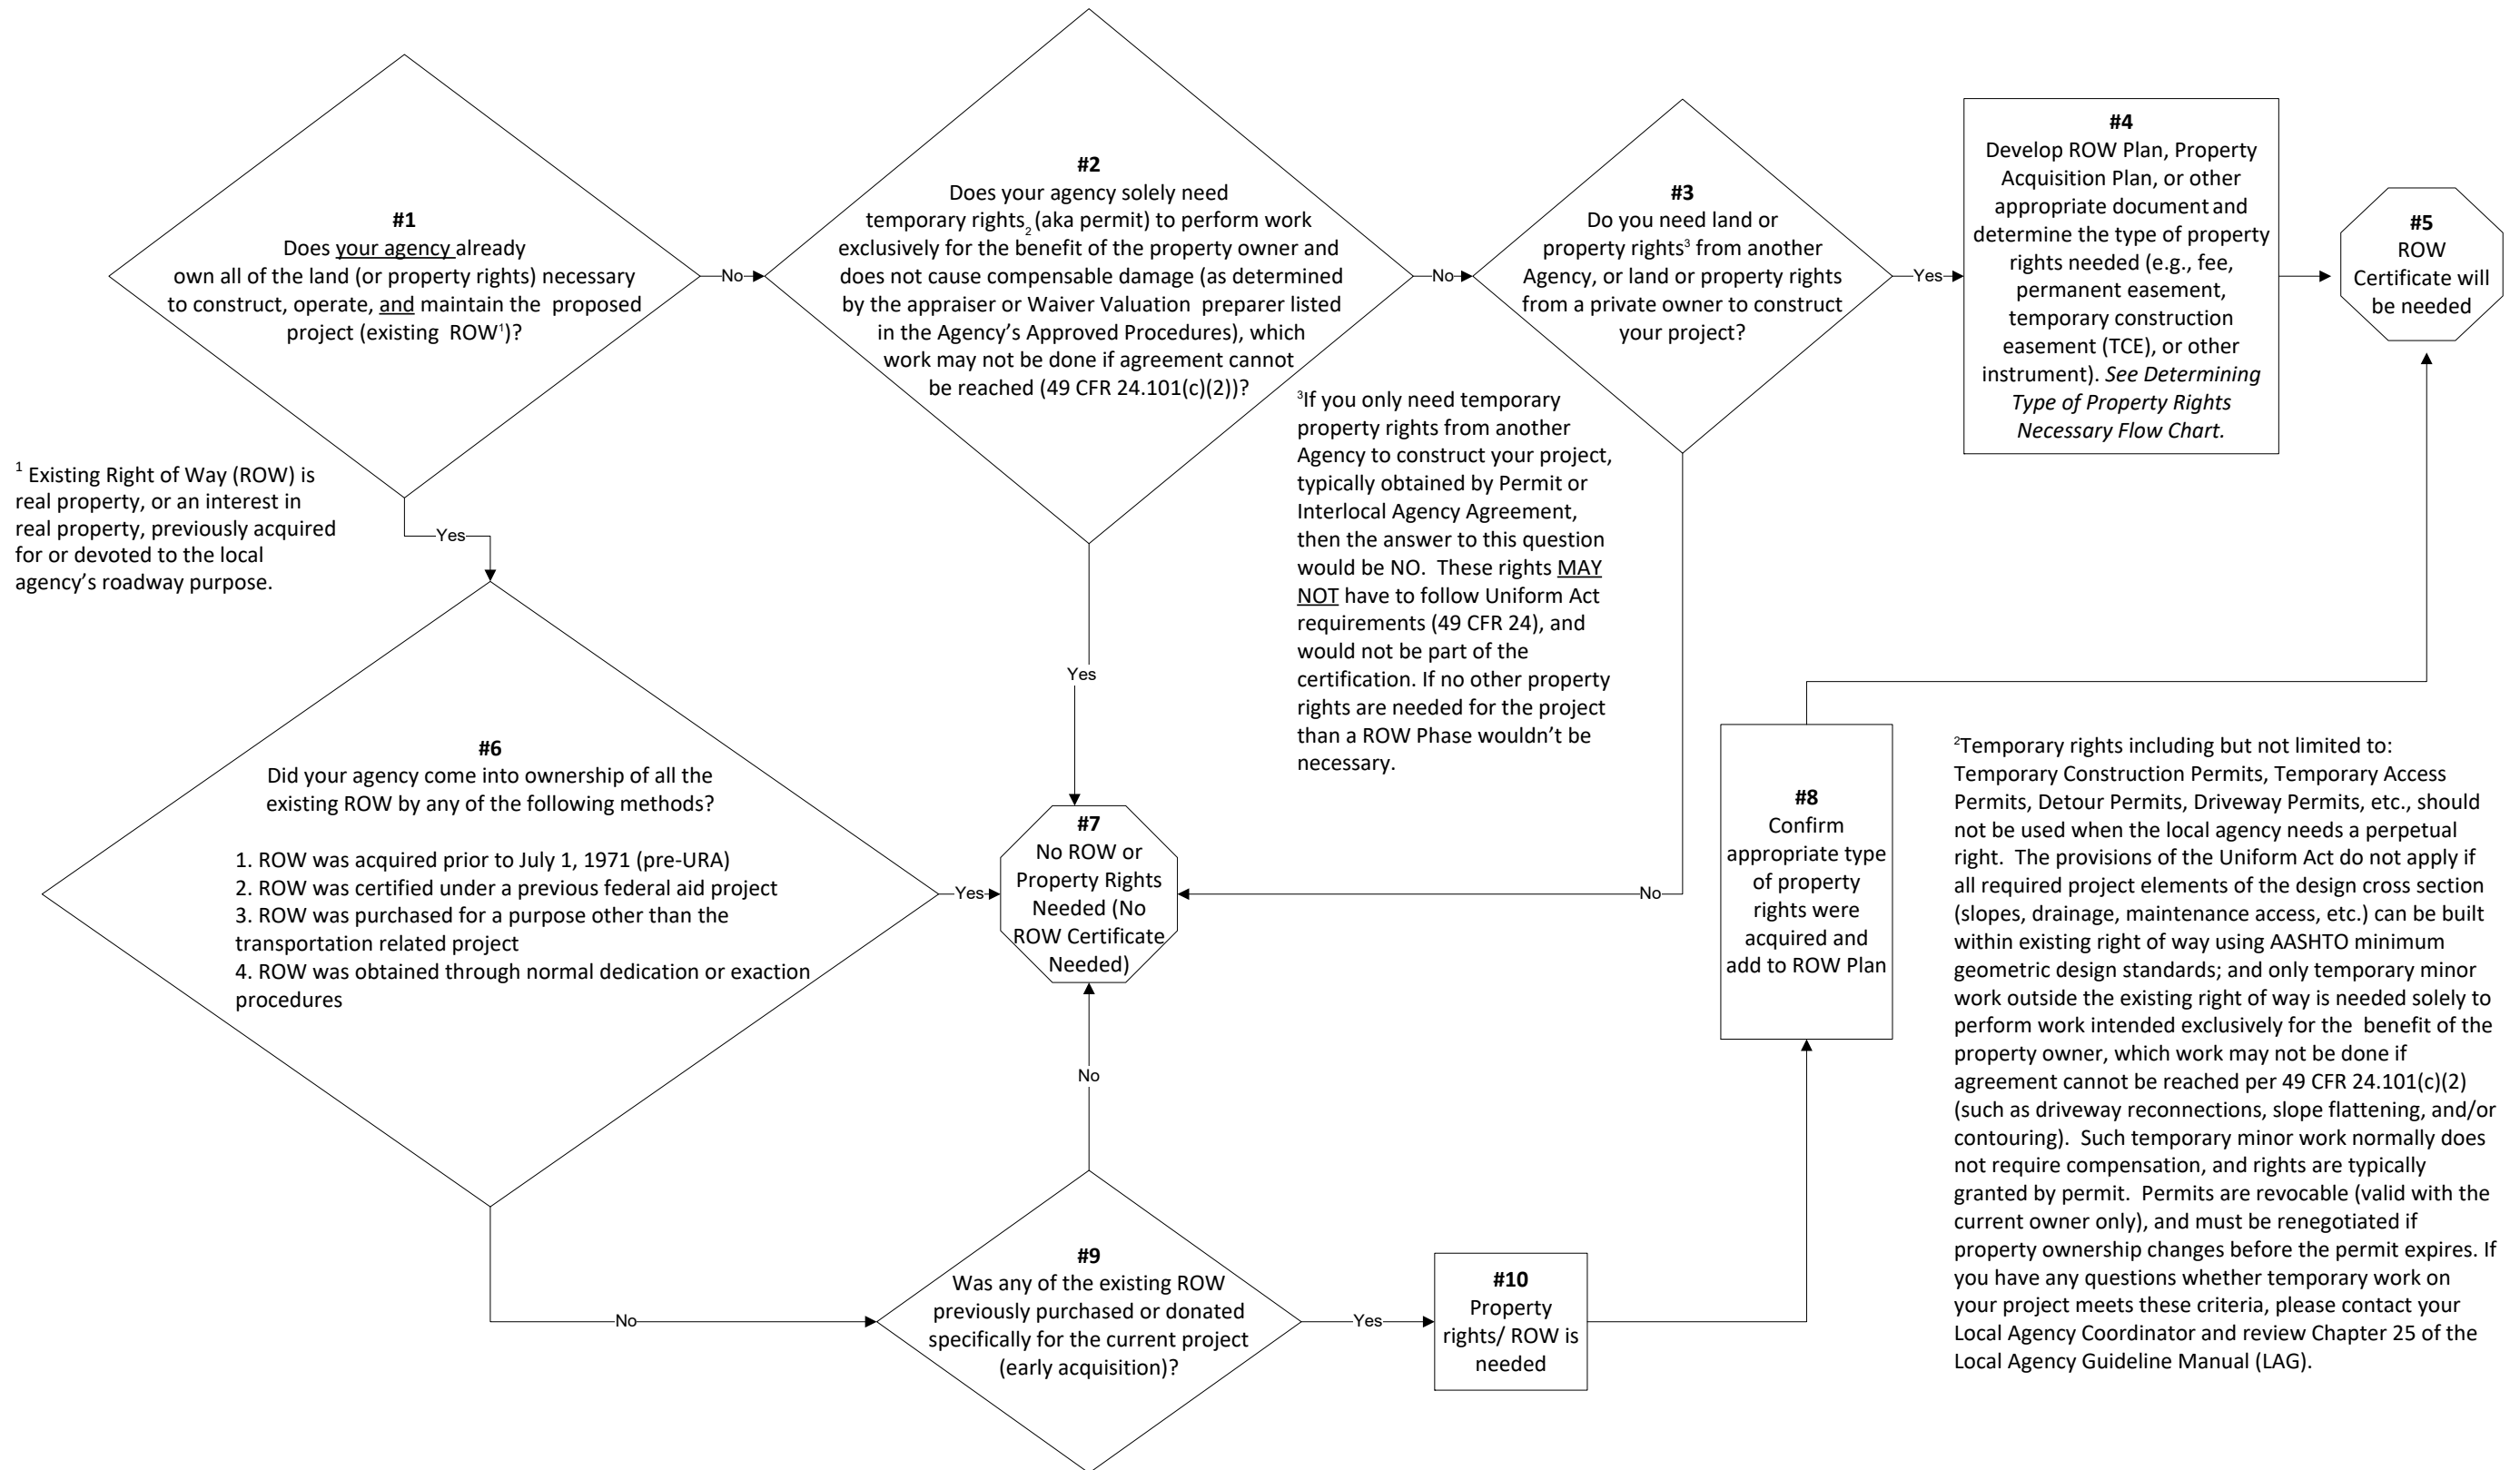 #1
Does your agency already
own all of the land (or property rights) necessary
to construct, operate, and maintain the proposed
project (existing ROW¹)?
No
#2
Does your agency solely need
temporary rights₂ (aka permit) to perform work
exclusively for the benefit of the property owner and
does not cause compensable damage (as determined
by the appraiser or Waiver Valuation preparer listed
in the Agency’s Approved Procedures), which
work may not be done if agreement cannot
be reached (49 CFR 24.101(c)(2))?
No
#3
Do you need land or
property rights³ from another
Agency, or land or property rights
from a private owner to construct
your project?
Yes
#4
Develop ROW Plan, Property
Acquisition Plan, or other
appropriate document and
determine the type of property
rights needed (e.g., fee,
permanent easement,
temporary construction
easement (TCE), or other
instrument). See Determining
Type of Property Rights
Necessary Flow Chart.
#5
ROW
Certificate will
be needed
¹ Existing Right of Way (ROW) is
real property, or an interest in
real property, previously acquired
for or devoted to the local
agency’s roadway purpose.
Yes
³If you only need temporary
property rights from another
Agency to construct your project,
typically obtained by Permit or
Interlocal Agency Agreement,
then the answer to this question
would be NO. These rights MAY
NOT have to follow Uniform Act
requirements (49 CFR 24), and
would not be part of the
certification. If no other property
rights are needed for the project
than a ROW Phase wouldn’t be
necessary.
Yes
#6
Did your agency come into ownership of all the
existing ROW by any of the following methods?
1. ROW was acquired prior to July 1, 1971 (pre-URA)
2. ROW was certified under a previous federal aid project
3. ROW was purchased for a purpose other than the
transportation related project
4. ROW was obtained through normal dedication or exaction
procedures
Yes
#7
No ROW or
Property Rights
Needed (No
ROW Certificate
Needed)
No
#8
Confirm
appropriate type
of property
rights were
acquired and
add to ROW Plan
²Temporary rights including but not limited to:
Temporary Construction Permits, Temporary Access
Permits, Detour Permits, Driveway Permits, etc., should
not be used when the local agency needs a perpetual
right. The provisions of the Uniform Act do not apply if
all required project elements of the design cross section
(slopes, drainage, maintenance access, etc.) can be built
within existing right of way using AASHTO minimum
geometric design standards; and only temporary minor
work outside the existing right of way is needed solely to
perform work intended exclusively for the benefit of the
property owner, which work may not be done if
agreement cannot be reached per 49 CFR 24.101(c)(2)
(such as driveway reconnections, slope flattening, and/or
contouring). Such temporary minor work normally does
not require compensation, and rights are typically
granted by permit. Permits are revocable (valid with the
current owner only), and must be renegotiated if
property ownership changes before the permit expires. If
you have any questions whether temporary work on
your project meets these criteria, please contact your
Local Agency Coordinator and review Chapter 25 of the
Local Agency Guideline Manual (LAG).
No
No
#9
Was any of the existing ROW
previously purchased or donated
specifically for the current project
(early acquisition)?
Yes
#10
Property
rights/ ROW is
needed